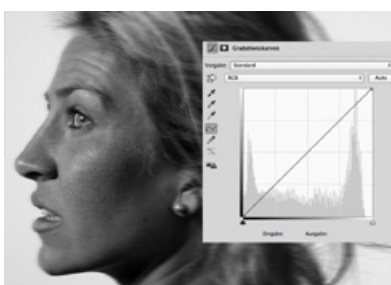 Gradationskurven
Vorgabe: Standard
RGB Auto
Eingabe: Ausgabe: